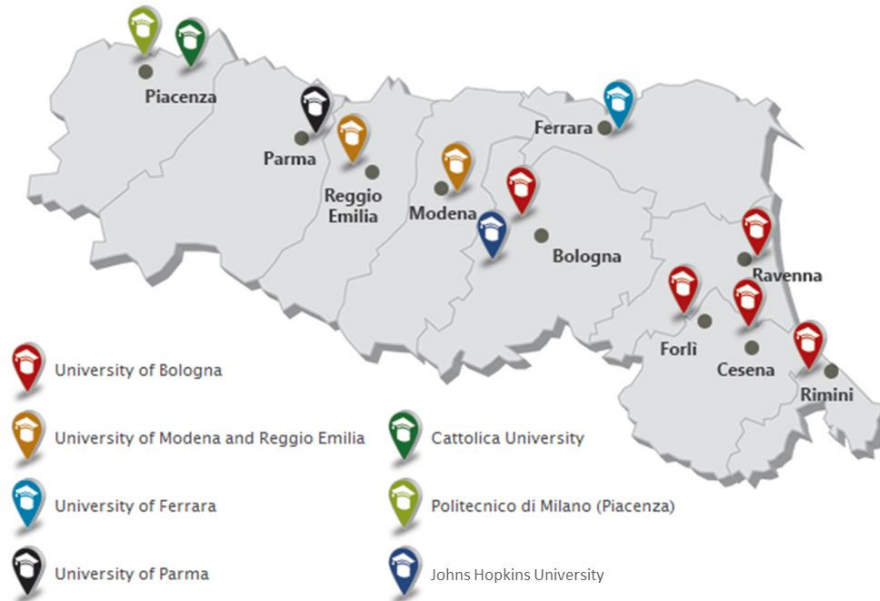 Piacenza
Parma
Reggio
Emilia
Modena
Ferrara
Bologna
Ravenna
Forlì
Cesena
Rimini
University of Bologna
University of Modena and Reggio Emilia
Cattolica University
University of Ferrara
Politecnico di Milano (Piacenza)
University of Parma
Johns Hopkins University